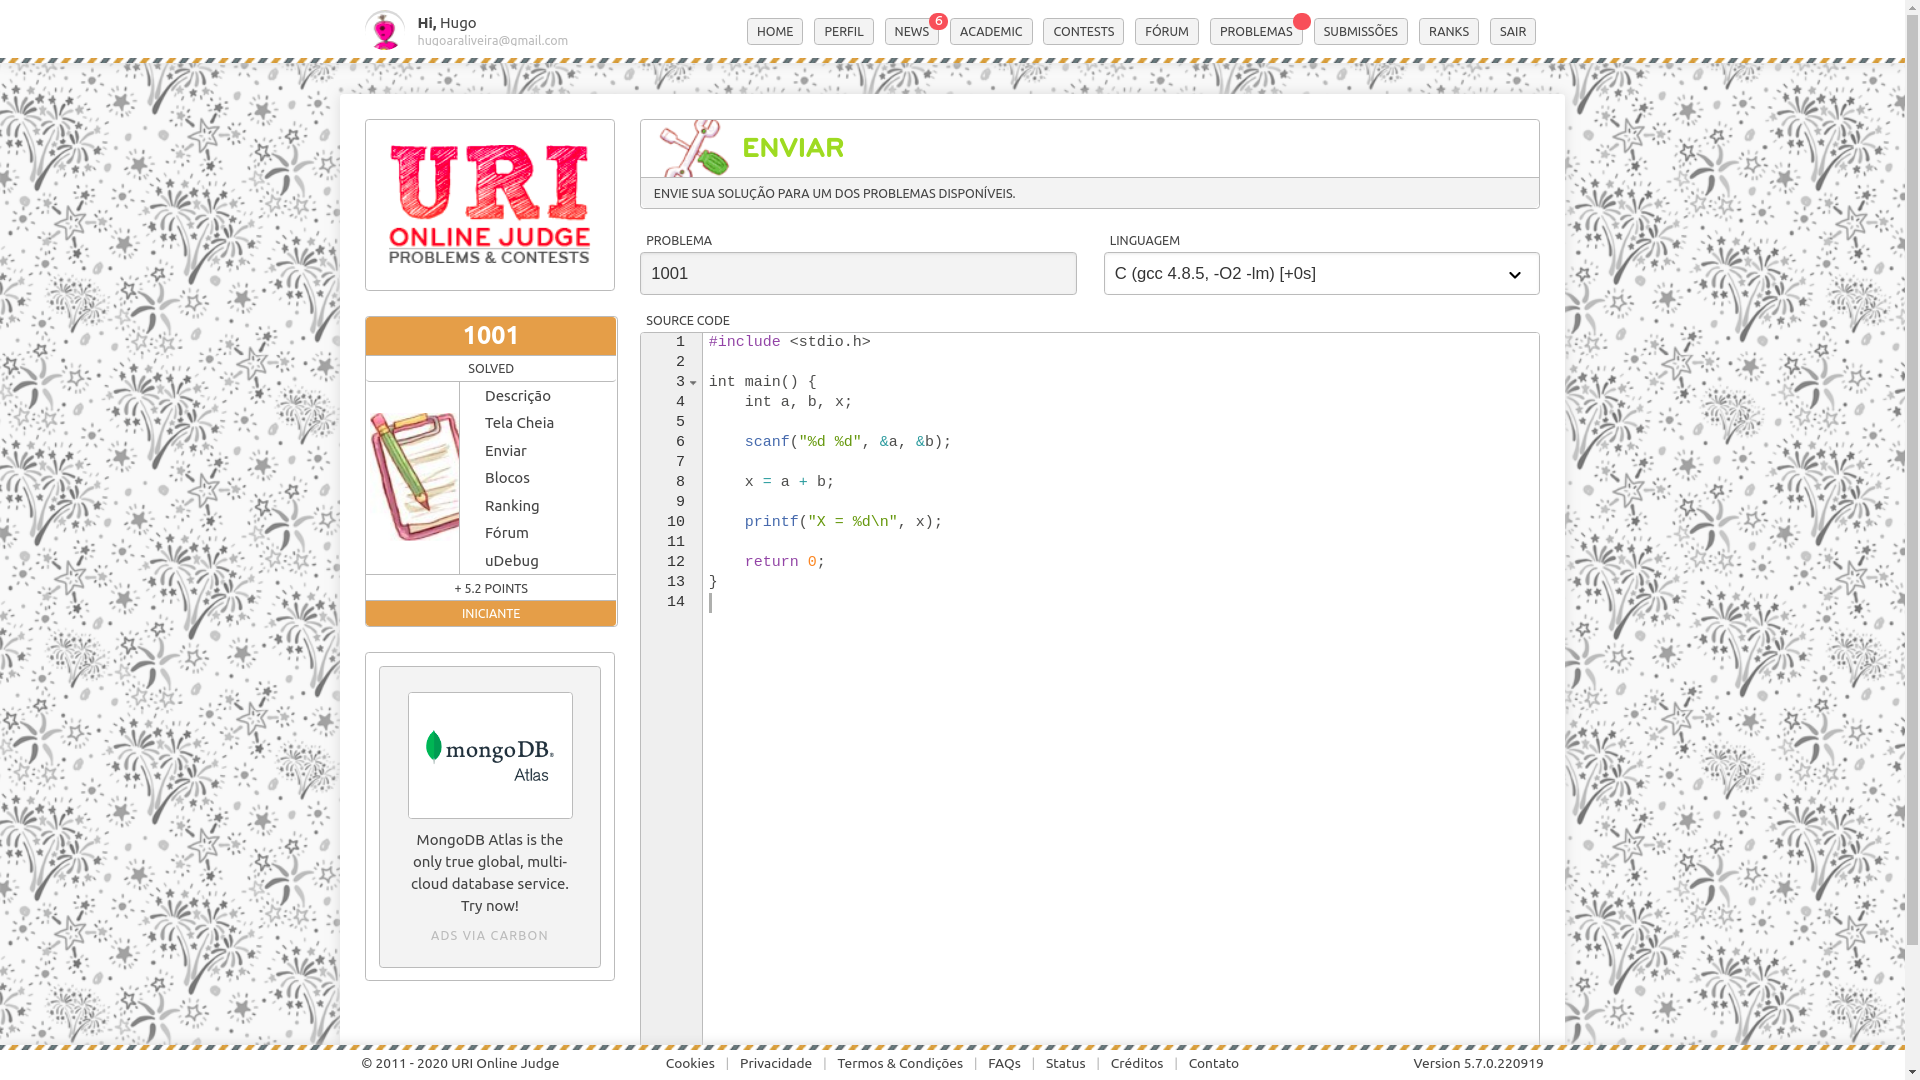 Hi, Hugo
hugoaraliveira@gmail.com
HOME
PERFIL
NEWS
6
ACADEMIC
CONTESTS
FÓRUM
PROBLEMAS
SUBMISSÕES
RANKS
SAIR
URI
ONLINE JUDGE
PROBLEMS & CONTESTS
1001
SOLVED
Descrição
Tela Cheia
Enviar
Blocos
Ranking
Fórum
uDebug
+ 5.2 POINTS
INICIANTE
mongoDB®
Atlas
MongoDB Atlas is the
only true global, multi-
cloud database service.
Try now!
ADS VIA CARBON
ENVIAR
ENVIE SUA SOLUÇÃO PARA UM DOS PROBLEMAS DISPONÍVEIS.
PROBLEMA
1001
LINGUAGEM
C (gcc 4.8.5, -O2 -lm) [+0s]
SOURCE CODE
1 #include <stdio.h>
2
3 int main() {
4     int a, b, x;
5
6     scanf("%d %d", &a, &b);
7
8     x = a + b;
9
10     printf("X = %d\n", x);
11
12     return 0;
13 }
14
© 2011 - 2020 URI Online Judge
Cookies | Privacidade | Termos & Condições | FAQs | Status | Créditos | Contato
Version 5.7.0.220919